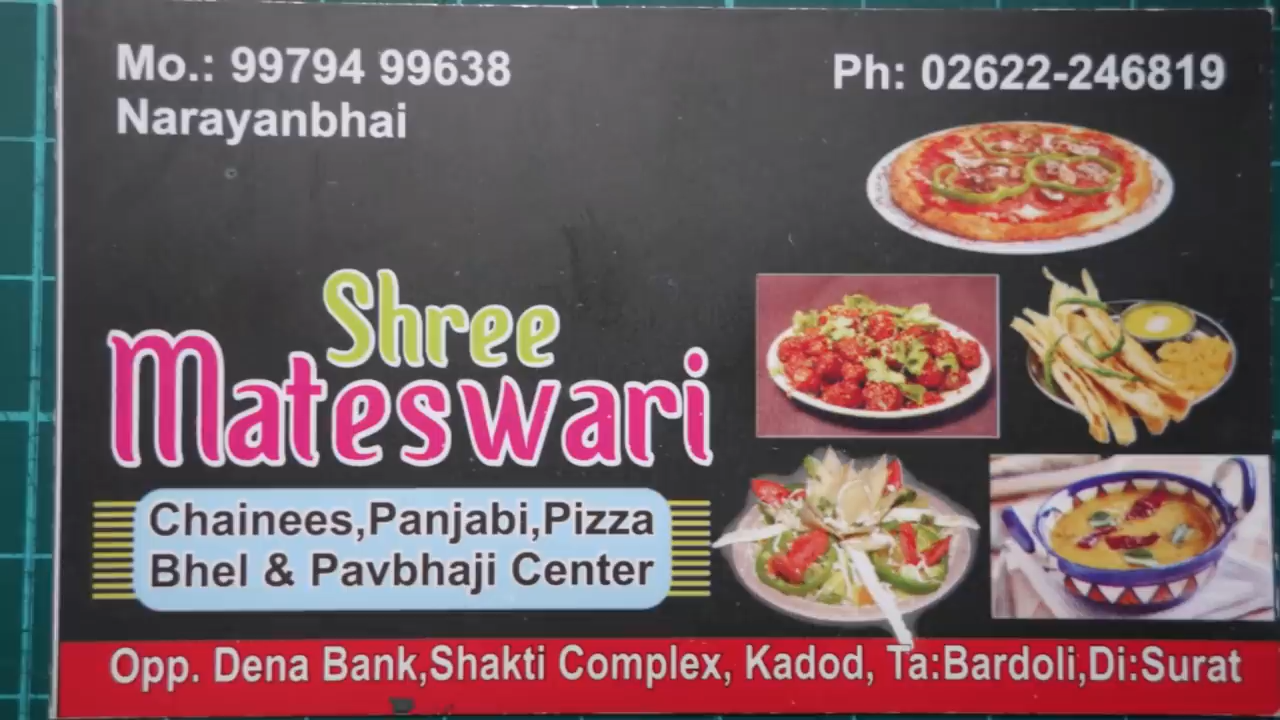 Mo.: 99794 99638
Narayanbhai
Ph: 02622-246819
Shree
Mateswari
Chainees,Panjabi,Pizza
Bhel & Pavbhaji Center
Opp. Dena Bank,Shakti Complex, Kadod, Ta:Bardoli,Di:Surat